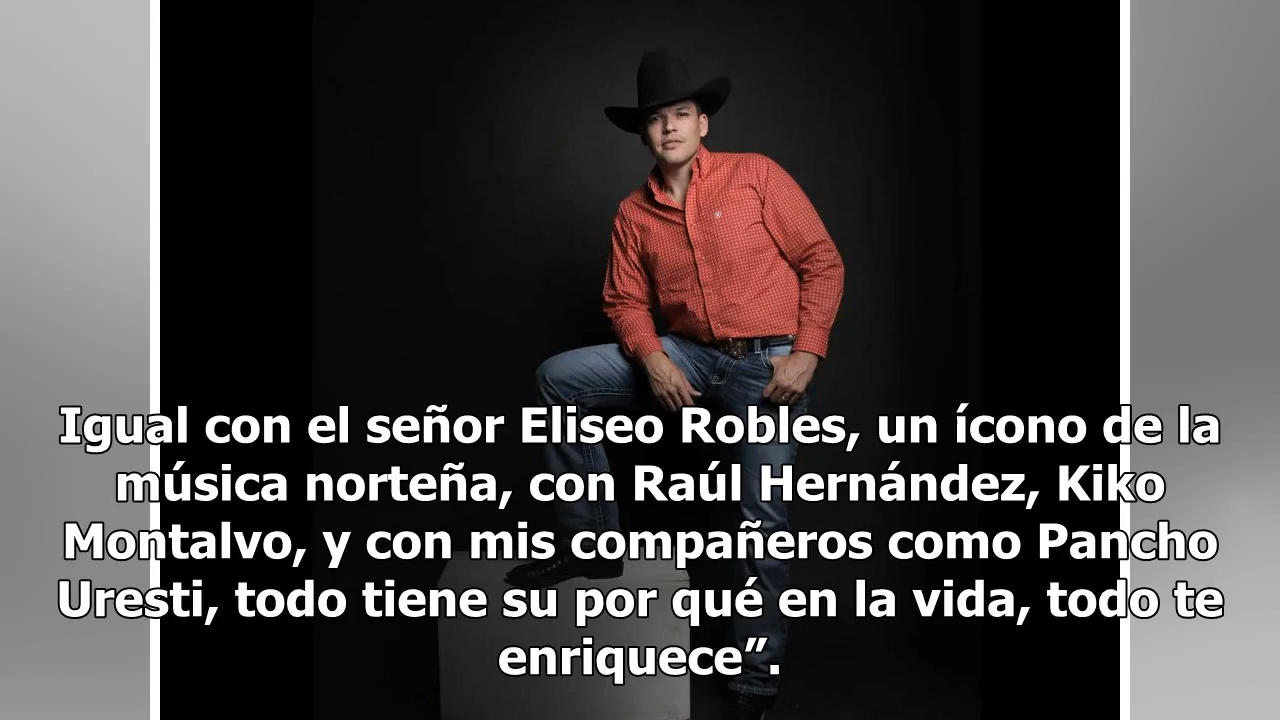 Igual con el señor Eliseo Robles, un ícono de la
música norteña, con Raúl Hernández, Kiko
Montalvo, y con mis compañeros como Pancho
Uresti, todo tiene su por qué en la vida, todo te
enriquece”.